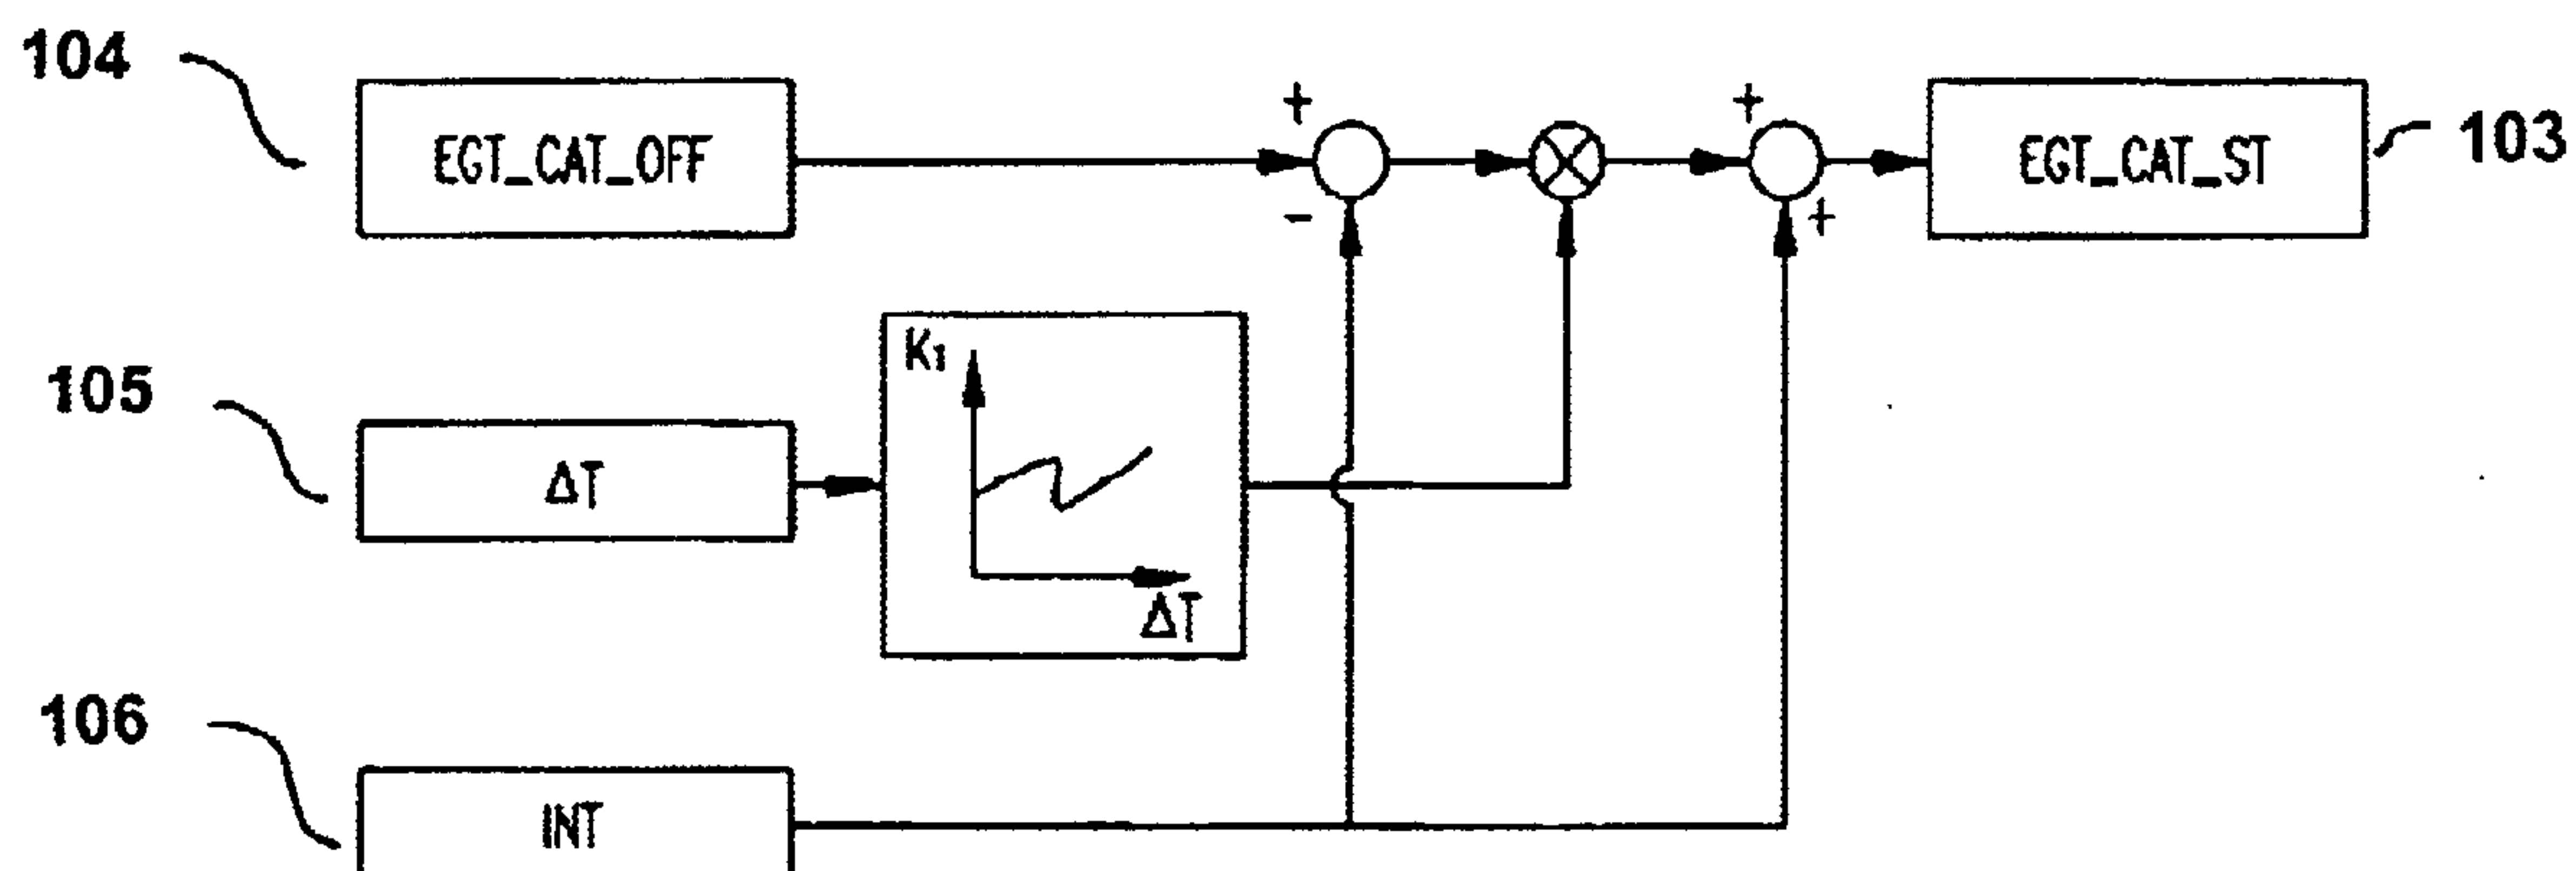 104
EGT_CAT_OFF
+
-
+
+
EGT_CAT_ST
103
105
ΔT
K1
ΔT
106
INT